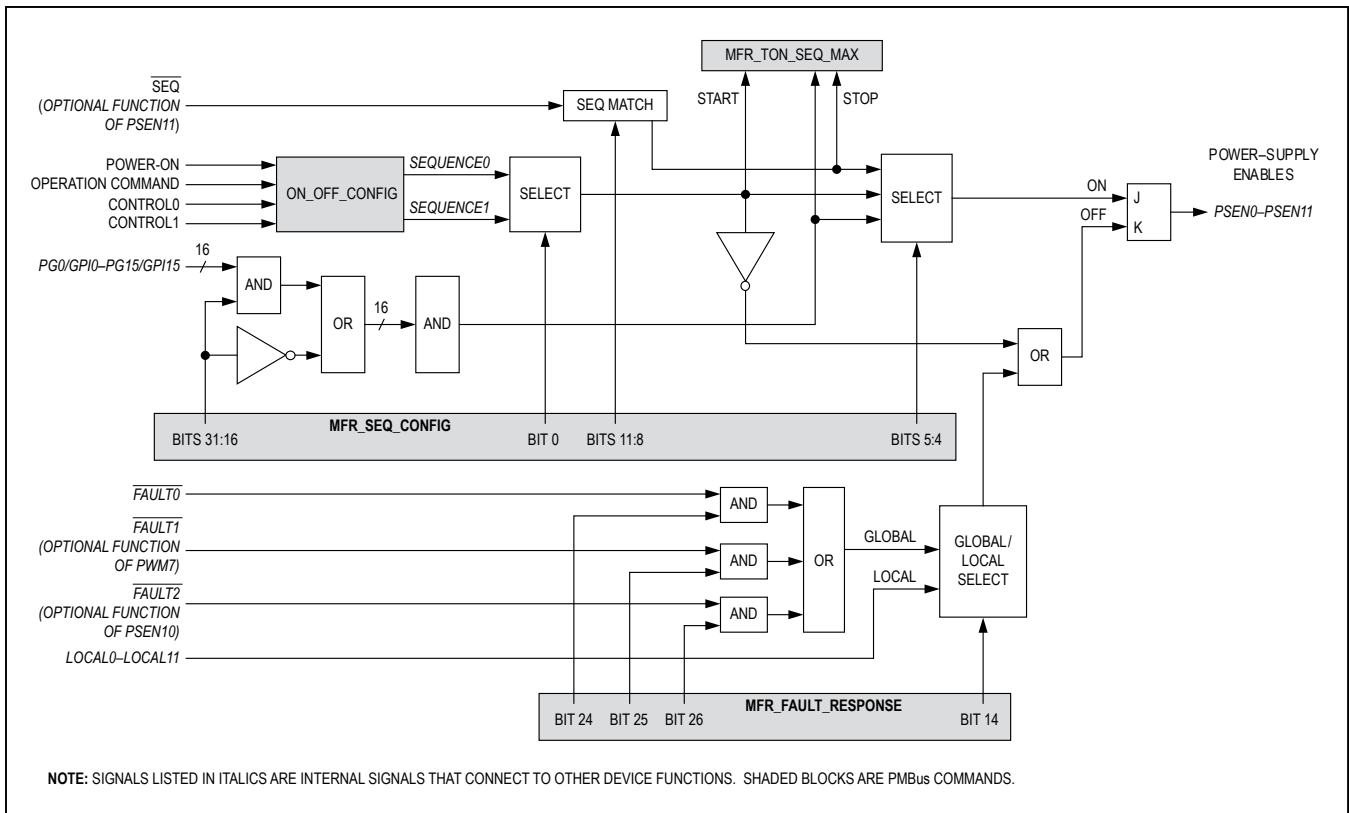 MFR_TON_SEQ_MAX
SEQ
(OPTIONAL FUNCTION
OF PSEN11)
SEQ MATCH
START
STOP
POWER-ON
OPERATION COMMAND
CONTROL0
CONTROL1
ON_OFF_CONFIG
SEQUENCE0
SEQUENCE1
SELECT
SELECT
POWER–SUPPLY
ENABLES
ON
OFF
J
K
PSEN0–PSEN11
PG0/GPI0–PG15/GPI15
16
AND
OR
16
AND
OR
MFR_SEQ_CONFIG
BITS 31:16
BIT 0
BITS 11:8
BITS 5:4
FAULT0
AND
FAULT1
(OPTIONAL FUNCTION
OF PWM7)
AND
OR
GLOBAL
LOCAL
GLOBAL/
LOCAL
SELECT
FAULT2
(OPTIONAL FUNCTION
OF PSEN10)
AND
LOCAL0–LOCAL11
MFR_FAULT_RESPONSE
BIT 24
BIT 25
BIT 26
BIT 14
NOTE: SIGNALS LISTED IN ITALICS ARE INTERNAL SIGNALS THAT CONNECT TO OTHER DEVICE FUNCTIONS. SHADED BLOCKS ARE PMBus COMMANDS.